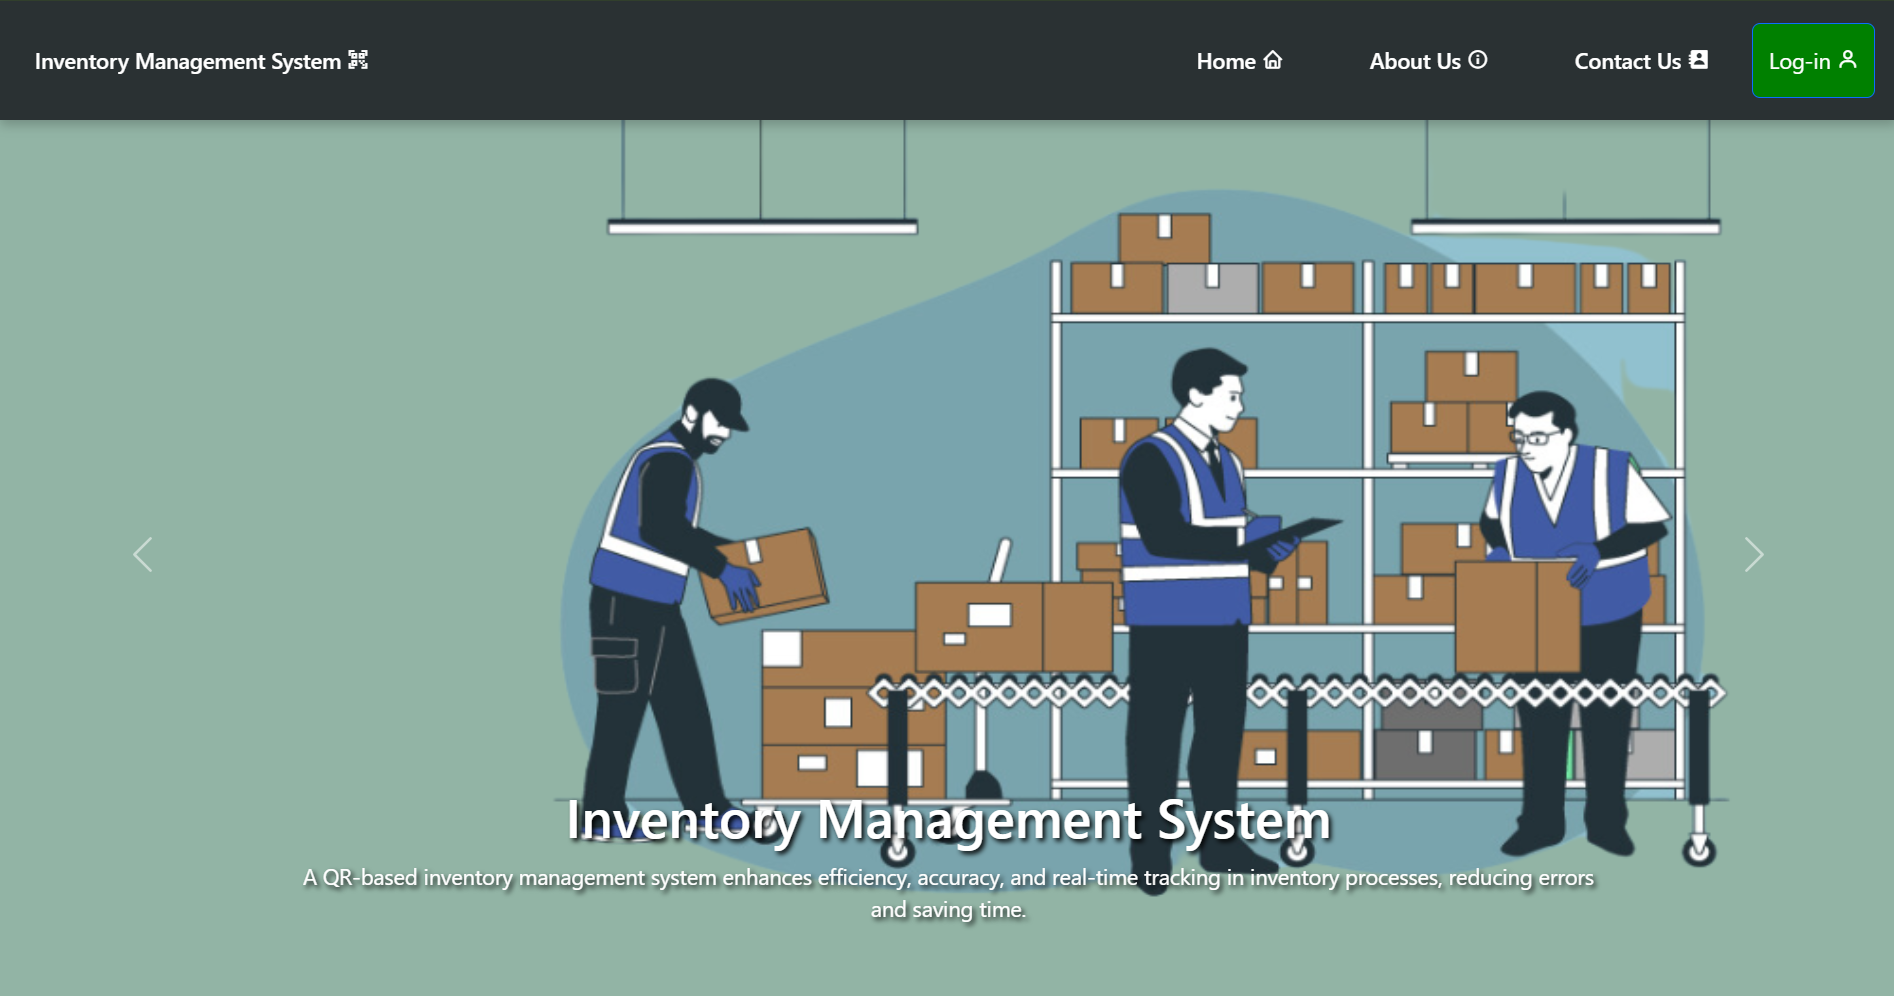 Inventory Management System
Home
About Us
Contact Us
Log-in
Inventory Management System
A QR-based inventory management system enhances efficiency, accuracy, and real-time tracking in inventory processes, reducing errors
and saving time.